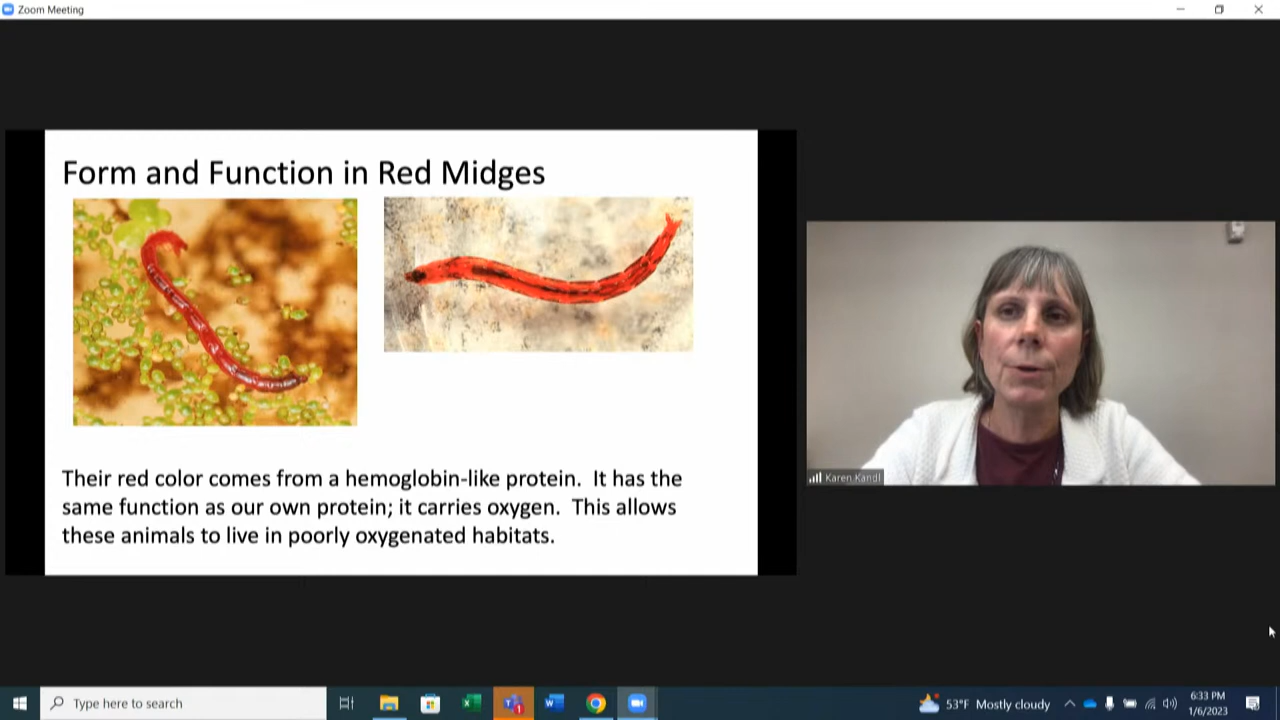 Zoom Meeting
Form and Function in Red Midges
Their red color comes from a hemoglobin-like protein.  It has the
same function as our own protein; it carries oxygen.  This allows
these animals to live in poorly oxygenated habitats.
Karen Kandl
Type here to search
1
53°F Mostly cloudy
6:33 PM
1/6/2023